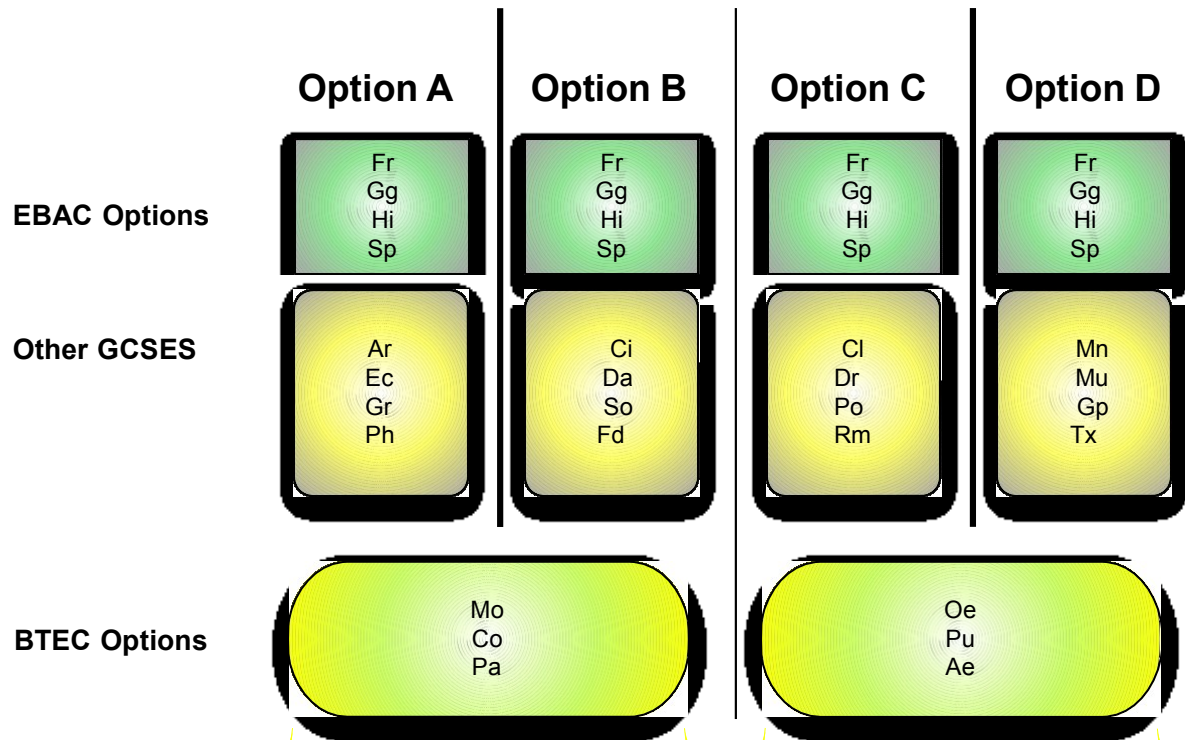 Option A
Option B
Option C
Option D
EBAC Options
Fr
Gg
Hi
Sp
Fr
Gg
Hi
Sp
Fr
Gg
Hi
Sp
Fr
Gg
Hi
Sp
Other GCSES
Ar
Ec
Gr
Ph
Ci
Da
So
Fd
Cl
Dr
Po
Rm
Mn
Mu
Gp
Tx
BTEC Options
Mo
Co
Pa
Oe
Pu
Ae